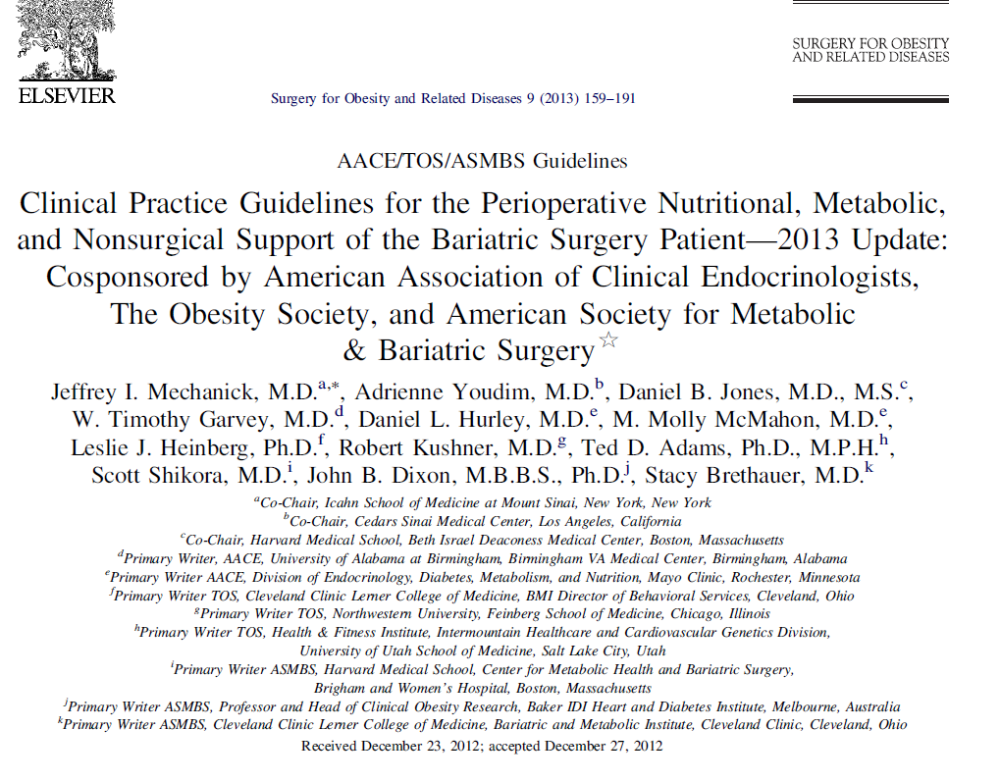 ELSEVIER
SURGERY FOR OBESITY
AND RELATED DISEASES
Surgery for Obesity and Related Diseases 9 (2013) 159–191
AACE/TOS/ASMBS Guidelines
Clinical Practice Guidelines for the Perioperative Nutritional, Metabolic,
and Nonsurgical Support of the Bariatric Surgery Patient—2013 Update:
Cosponsored by American Association of Clinical Endocrinologists,
The Obesity Society, and American Society for Metabolic
& Bariatric Surgery☆
Jeffrey I. Mechanick, M.D.a,*, Adrienne Youdim, M.D.b, Daniel B. Jones, M.D., M.S.c,
W. Timothy Garvey, M.D.d, Daniel L. Hurley, M.D.e, M. Molly McMahon, M.D.e,
Leslie J. Heinberg, Ph.D.f, Robert Kushner, M.D.g, Ted D. Adams, Ph.D., M.P.H.h,
Scott Shikora, M.D.i, John B. Dixon, M.B.B.S., Ph.D.j, Stacy Brethauer, M.D.k
aCo-Chair, Icahn School of Medicine at Mount Sinai, New York, New York
bCo-Chair, Cedars Sinai Medical Center, Los Angeles, California
cCo-Chair, Harvard Medical School, Beth Israel Deaconess Medical Center, Boston, Massachusetts
dPrimary Writer, AACE, University of Alabama at Birmingham, Birmingham VA Medical Center, Birmingham, Alabama
ePrimary Writer AACE, Division of Endocrinology, Diabetes, Metabolism, and Nutrition, Mayo Clinic, Rochester, Minnesota
fPrimary Writer TOS, Cleveland Clinic Lerner College of Medicine, BMI Director of Behavioral Services, Cleveland, Ohio
gPrimary Writer TOS, Northwestern University, Feinberg School of Medicine, Chicago, Illinois
hPrimary Writer TOS, Health & Fitness Institute, Intermountain Healthcare and Cardiovascular Genetics Division,
University of Utah School of Medicine, Salt Lake City, Utah
iPrimary Writer ASMBS, Harvard Medical School, Center for Metabolic Health and Bariatric Surgery,
Brigham and Women's Hospital, Boston, Massachusetts
jPrimary Writer ASMBS, Professor and Head of Clinical Obesity Research, Baker IDI Heart and Diabetes Institute, Melbourne, Australia
kPrimary Writer ASMBS, Cleveland Clinic Lerner College of Medicine, Bariatric and Metabolic Institute, Cleveland Clinic, Cleveland, Ohio
Received December 23, 2012; accepted December 27, 2012